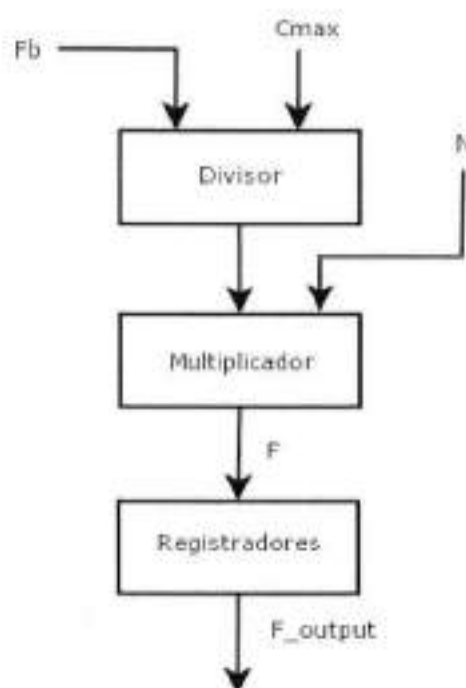 Cmax
Fb
Divisor
Multiplicador
F
Registradores
F_output